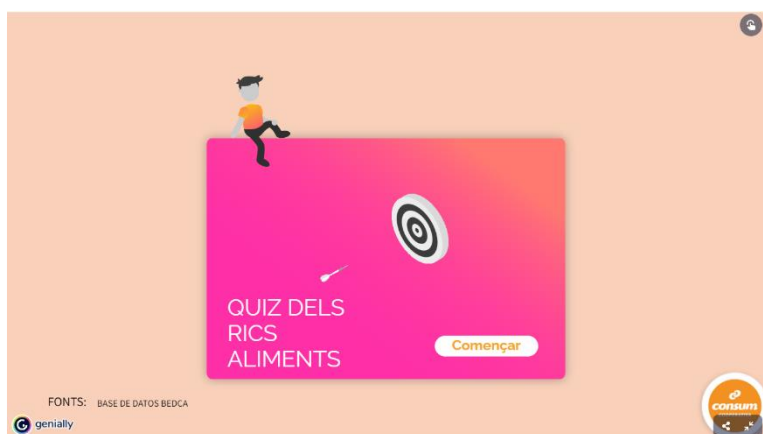 QUIZ DELS
RICS
ALIMENTS
Començar
FONTS: BASE DE DATOS BEDCA
genially
consum